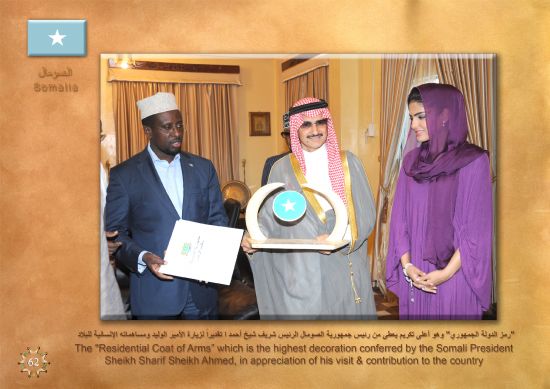 الصومال
Somalia
"رمز الدولة الجمهوري" وهو أعلى تكريم يعطى من رئيس جمهورية الصومال الرئيس شريف شيخ أحمد ؛ تقديراً لزيارة الأمير الوليد ومساهماته الإنسانية للبلاد
The "Residential Coat of Arms" which is the highest decoration conferred by the Somali President
Sheikh Sharif Sheikh Ahmed, in appreciation of his visit & contribution to the country
62